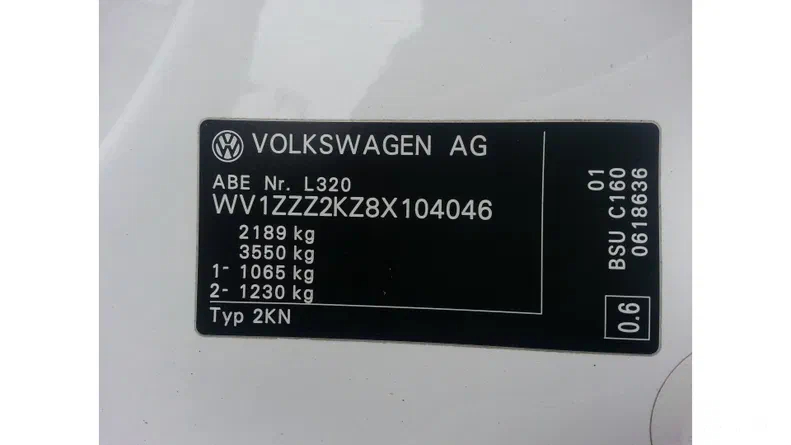 VOLKSWAGEN AG
ABE Nr. L320
WV1ZZZ2KZ8X104046
2189 kg
3550 kg
1- 1065 kg
2- 1230 kg
Typ 2KN
01
BSU C160
0618636
0.6